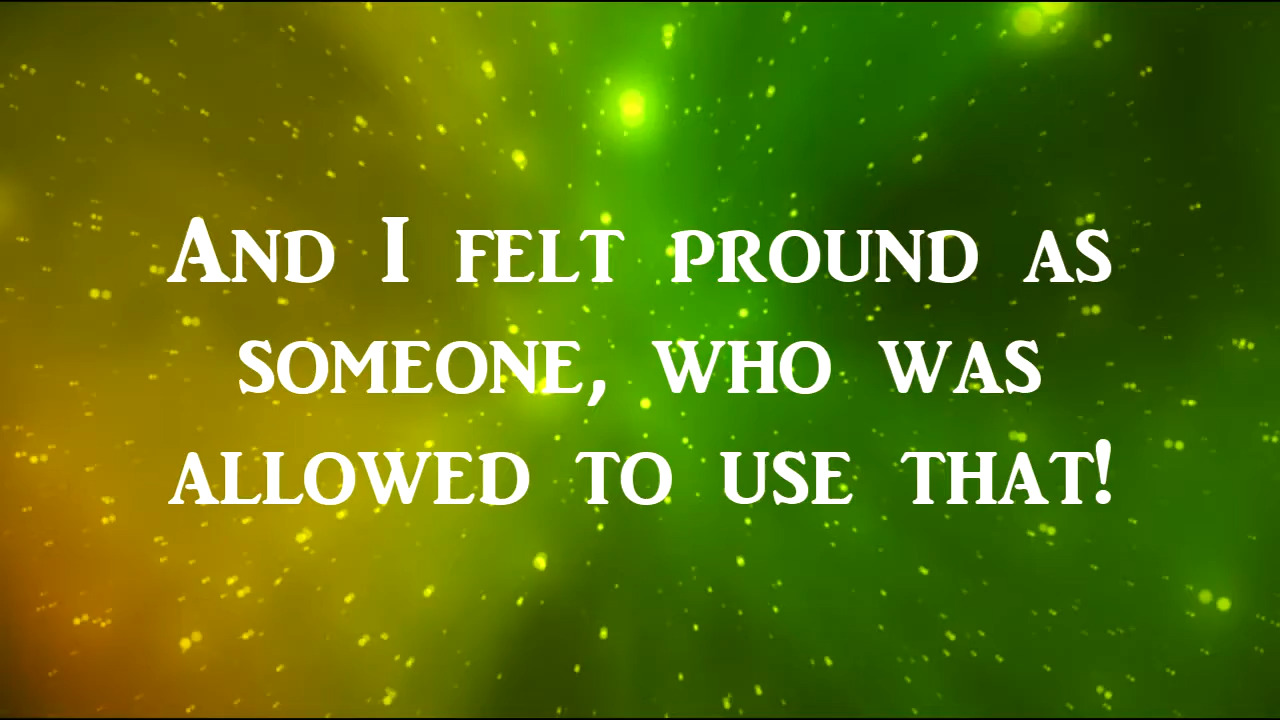 And I felt pround as
someone, who was
allowed to use that!